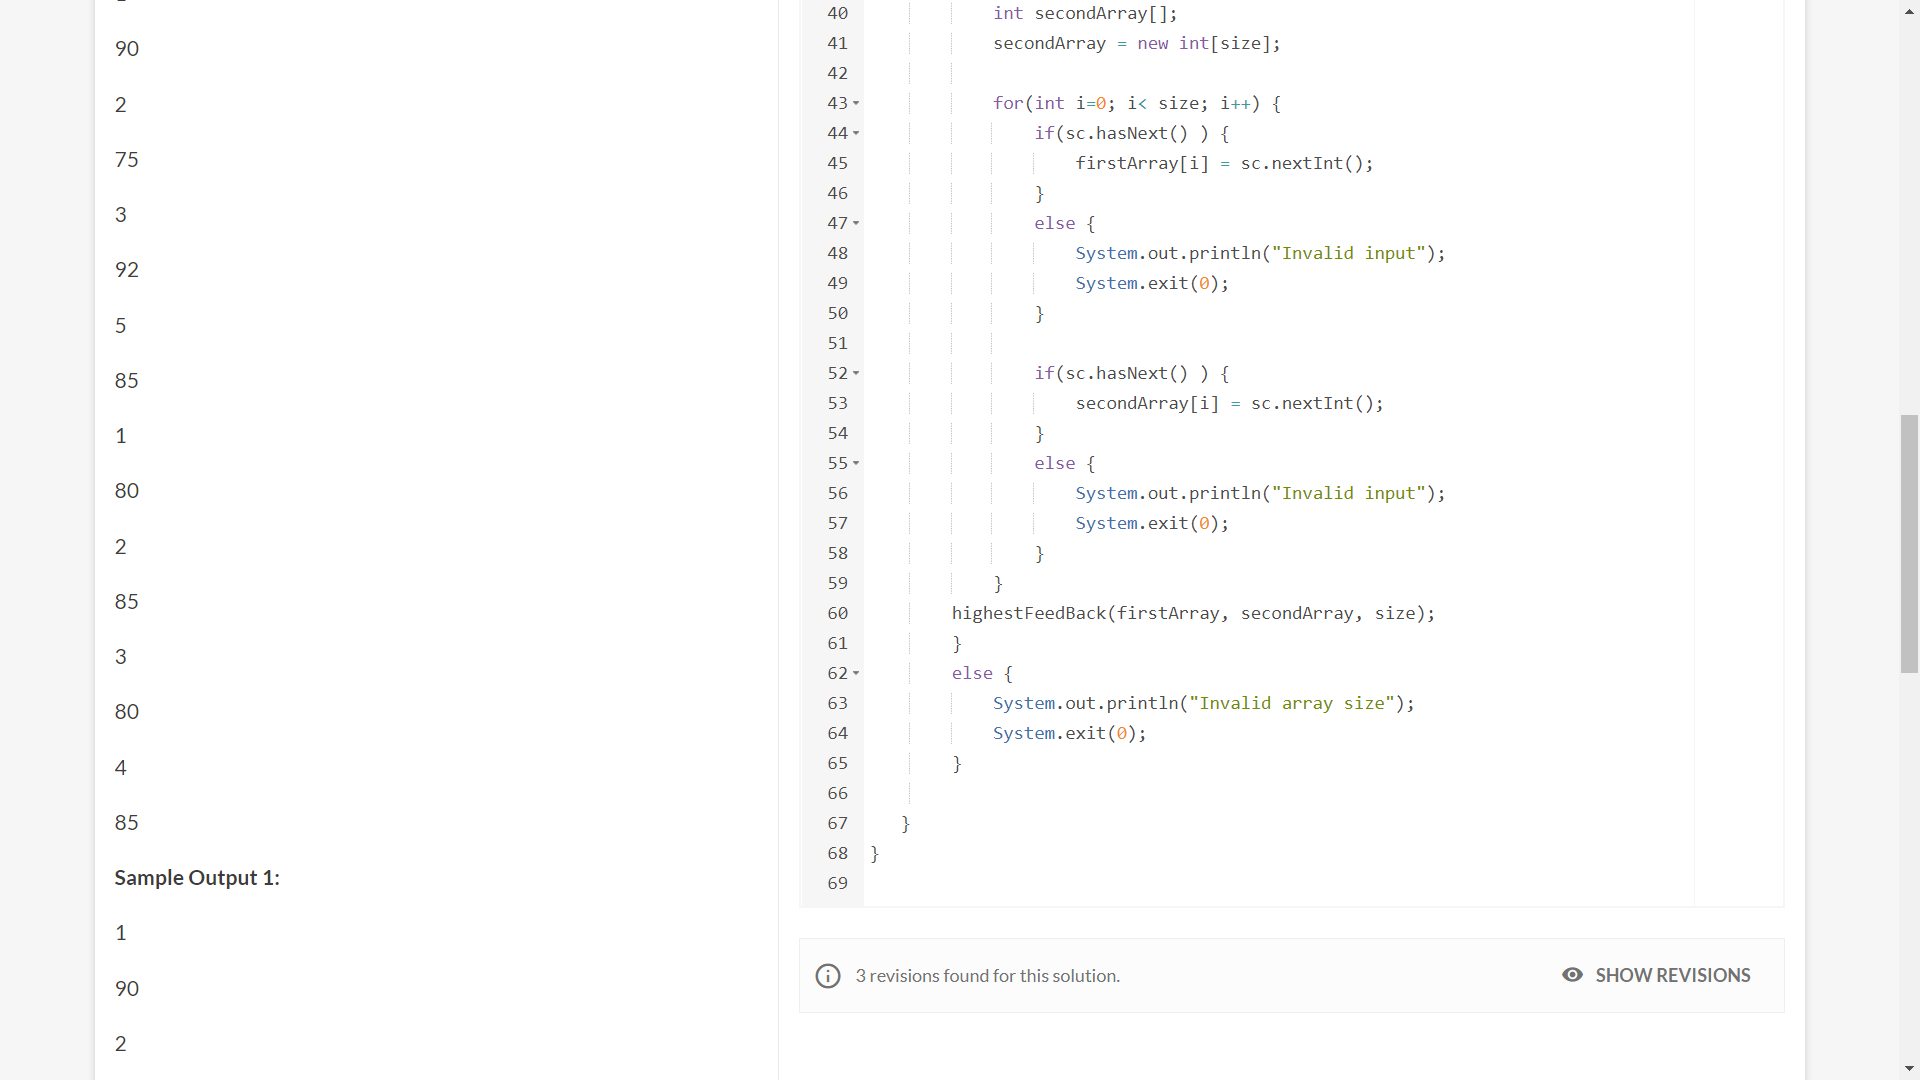 90
2
75
3
92
5
85
1
80
2
85
3
80
4
85
Sample Output 1:
1
90
2
40 int secondArray[];
41 secondArray = new int[size];
42
43 for(int i=0; i< size; i++) {
44 if(sc.hasNext() ) {
45 firstArray[i] = sc.nextInt();
46 }
47 else {
48 System.out.println("Invalid input");
49 System.exit(0);
50 }
51
52 if(sc.hasNext() ) {
53 secondArray[i] = sc.nextInt();
54 }
55 else {
56 System.out.println("Invalid input");
57 System.exit(0);
58 }
59 }
60 highestFeedBack(firstArray, secondArray, size);
61 }
62 else {
63 System.out.println("Invalid array size");
64 System.exit(0);
65 }
66
67 }
68 }
69
3 revisions found for this solution.
SHOW REVISIONS